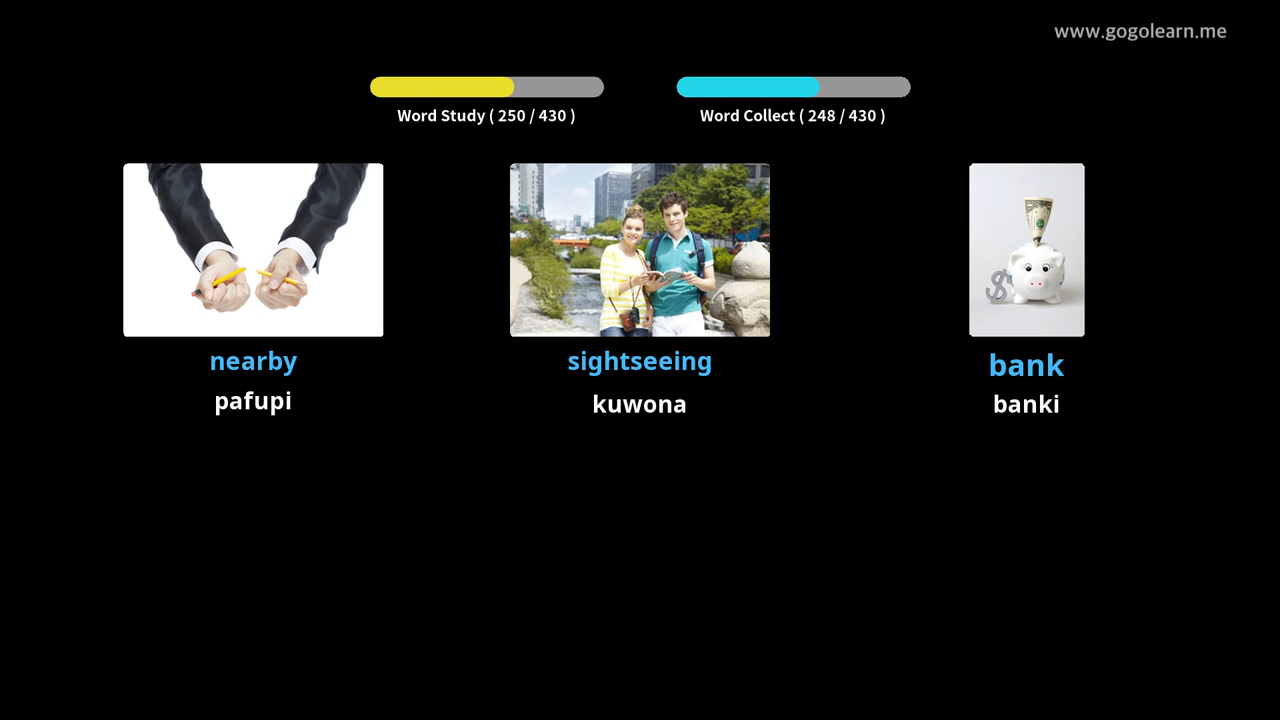 www.gogolearn.me
Word Study ( 250 / 430 )
Word Collect ( 248 / 430 )
nearby
pafupi
sightseeing
kuwona
bank
banki